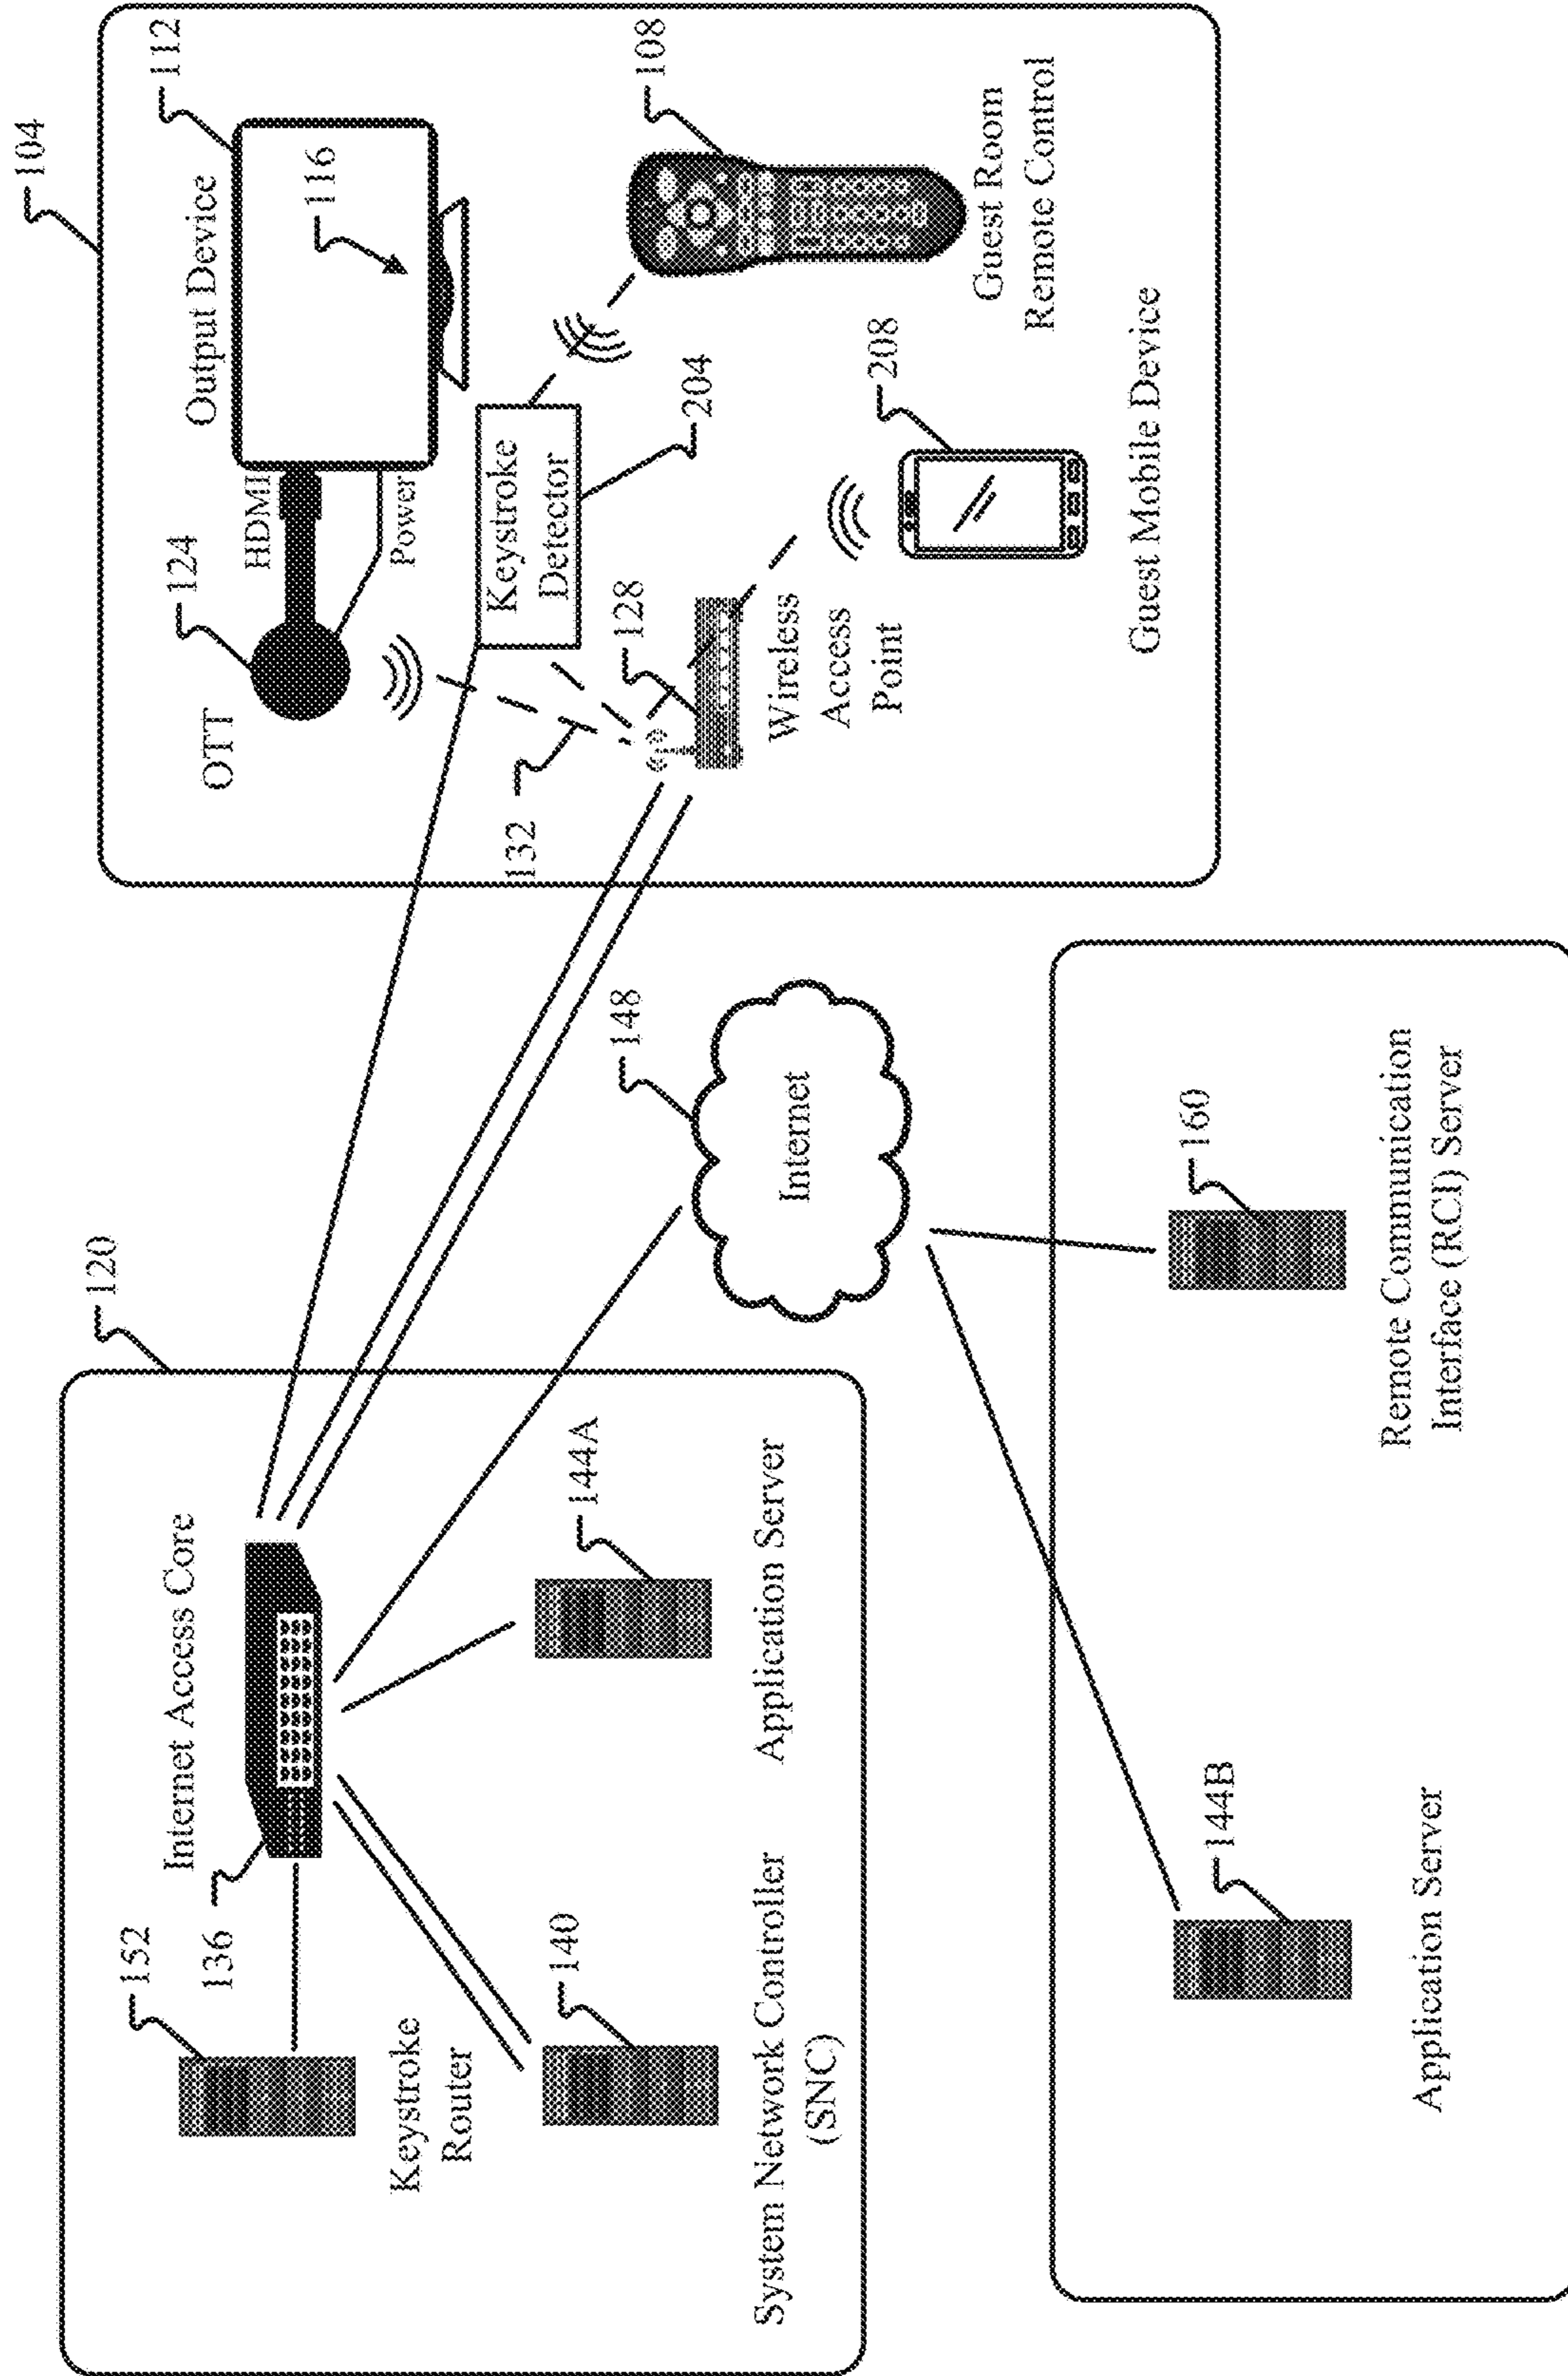 104
112
Output Device
116
124
HDMI
OTT
Power
108
Keystroke
Detector
204
132
128
Wireless
Access
Point
208
Guest Room
Remote Control
Guest Mobile Device
120
Internet Access Core
152
136
Keystroke
Router
144A
140
Application Server
System Network Controller
(SNC)
148
Internet
160
144B
Remote Communication
Interface (RCI) Server
Application Server